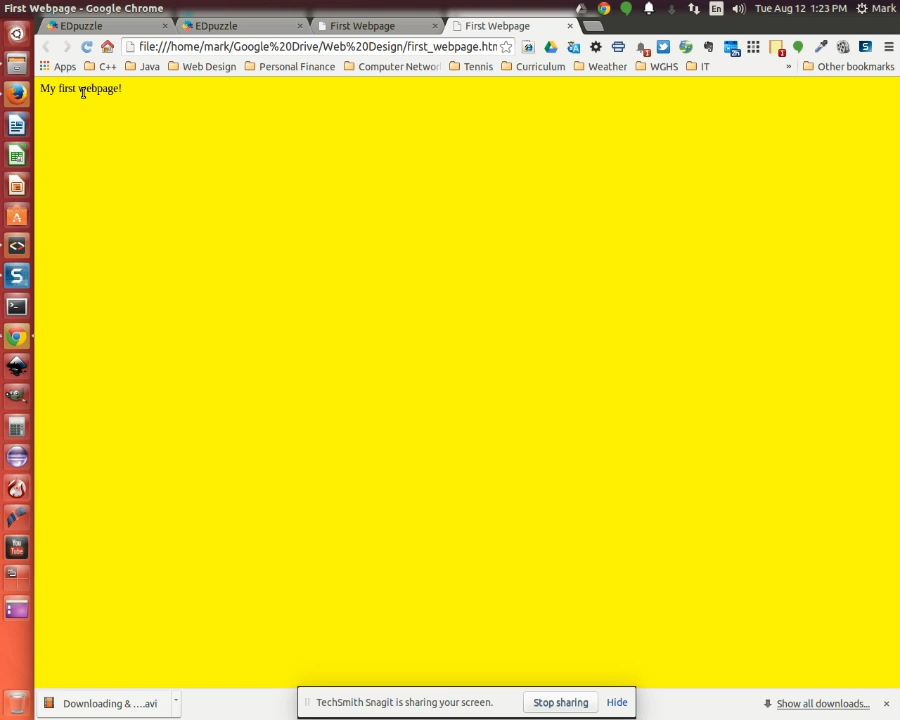 First Webpage - Google Chrome
En
Tue Aug 12 1:23 PM
Mark
EDpuzzle
EDpuzzle
First Webpage
First Webpage
file:///home/mark/Google%20Drive/Web%20Design/first_webpage.htm
Apps
C++
Java
Web Design
Personal Finance
Computer Network
Tennis
Curriculum
Weather
WGHS
IT
»
Other bookmarks
My first webpage!
You
Tube
Downloading & ....avi
TechSmith Snagit is sharing your screen.
Stop sharing
Hide
Show all downloads...